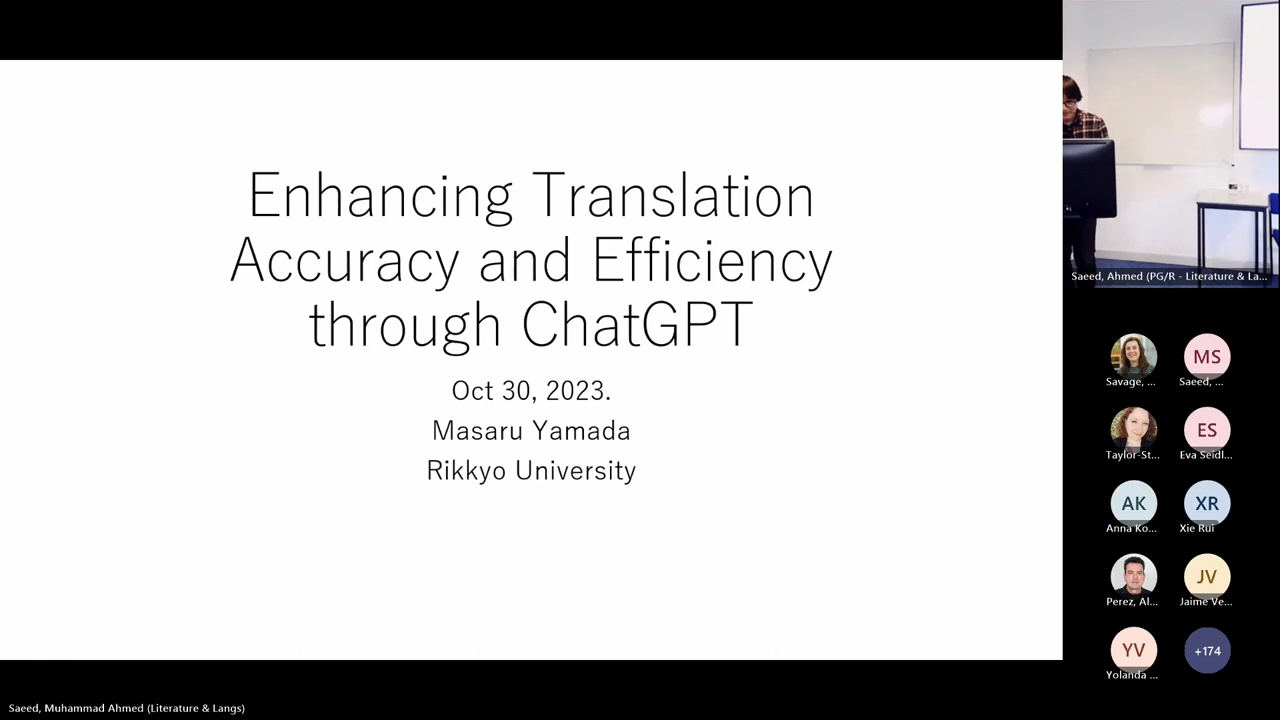 Enhancing Translation
Accuracy and Efficiency
through ChatGPT
Oct 30, 2023.
Masaru Yamada
Rikkyo University
Saeed, Ahmed (PG/R - Literature & La...
Savage, ...
MS
Saeed, ...
Taylor-St...
ES
Eva Seidl...
AK
Anna Ko...
XR
Xie Rui
Perez, Al...
JV
Jaime Ve...
YV
Yolanda ...
+174
Saeed, Muhammad Ahmed (Literature & Langs)